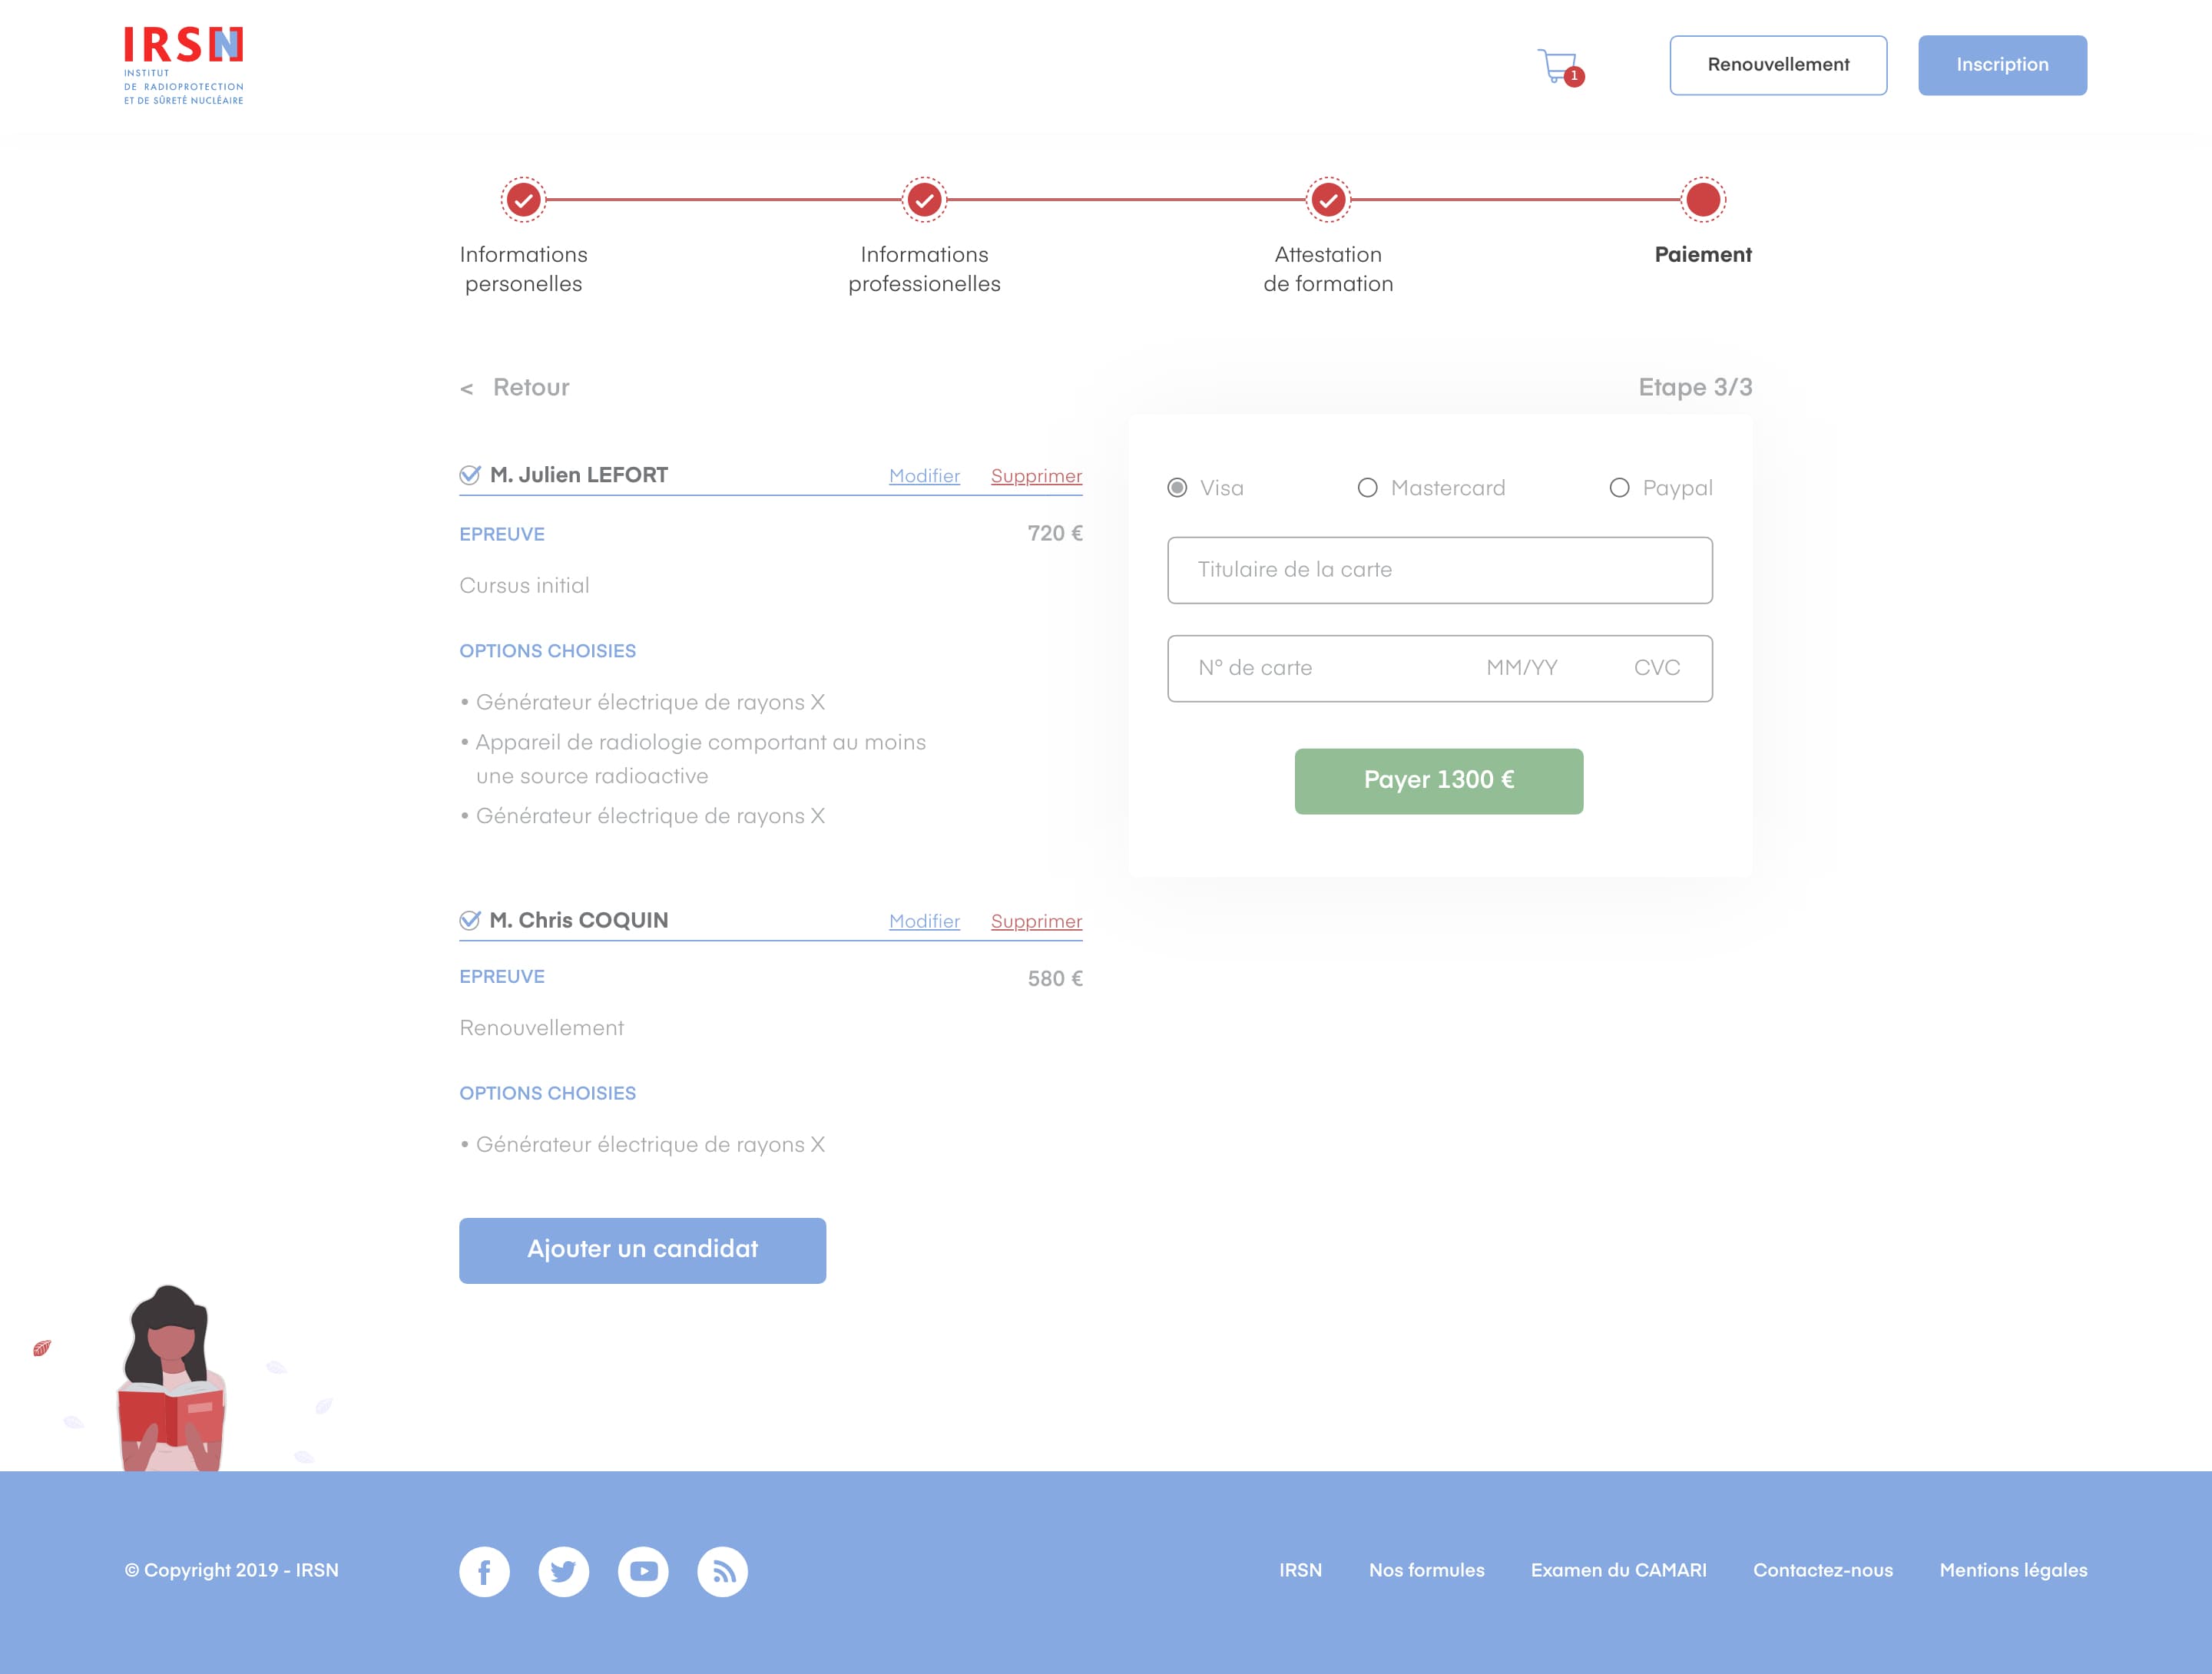 IRSN
INSTITUT
DE RADIOPROTECTION
ET DE SÛRETÉ NUCLÉAIRE
1
Renouvellement
Inscription
Informations
personelles
Informations
professionelles
Attestation
de formation
Paiement
< Retour
Etape 3/3
M. Julien LEFORT
Modifier
Supprimer
EPREUVE
720 €
Cursus initial
OPTIONS CHOISIES
• Générateur électrique de rayons X
• Appareil de radiologie comportant au moins
une source radioactive
• Générateur électrique de rayons X
Visa
Mastercard
Paypal
Titulaire de la carte
N° de carte
MM/YY
CVC
Payer 1300 €
M. Chris COQUIN
Modifier
Supprimer
EPREUVE
580 €
Renouvellement
OPTIONS CHOISIES
• Générateur électrique de rayons X
Ajouter un candidat
© Copyright 2019 - IRSN
IRSN
Nos formules
Examen du CAMARI
Contactez-nous
Mentions légales